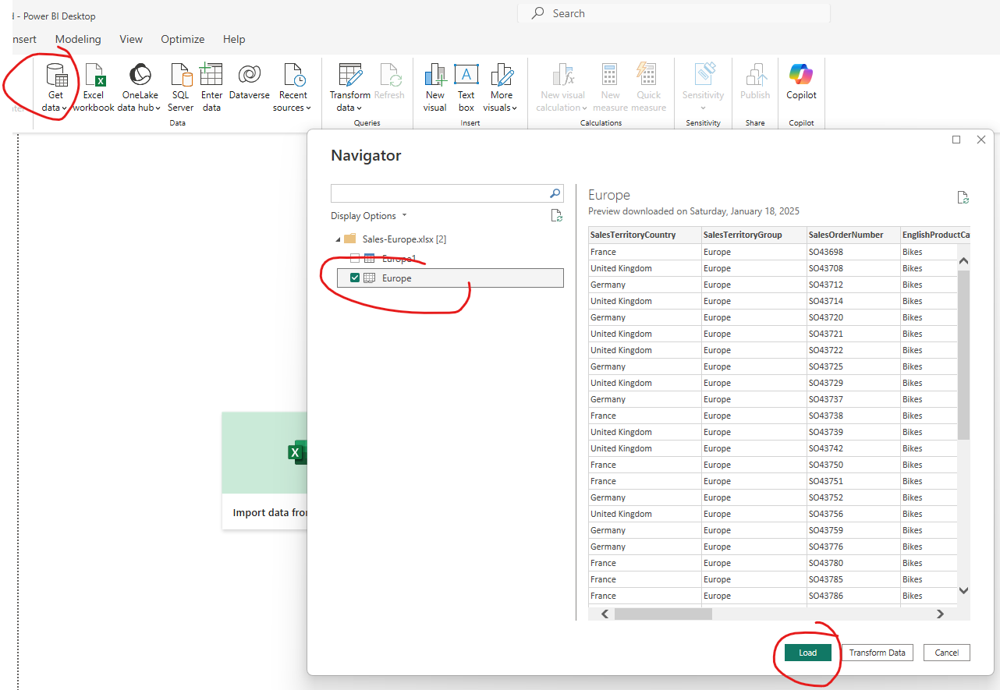 d - Power BI Desktop
Search
nsert Modeling View Optimize Help
Get data
Excel workbook
OneLake data hub
SQL Server
Enter data
Dataverse
Recent sources
Transform data
Refresh
New visual
Text box
More visuals
New visual calculation
New measure
Quick measure
Sensitivity
Publish
Copilot
Data
Queries
Insert
Calculations
Sensitivity
Share
Copilot
Import data from
Navigator
Display Options
Sales-Europe.xlsx [2]
Europe1
Europe
Europe
Preview downloaded on Saturday, January 18, 2025
SalesTerritoryCountry SalesTerritoryGroup SalesOrderNumber EnglishProductCa
France Europe SO43698 Bikes
United Kingdom Europe SO43708 Bikes
Germany Europe SO43712 Bikes
United Kingdom Europe SO43714 Bikes
Germany Europe SO43720 Bikes
United Kingdom Europe SO43721 Bikes
United Kingdom Europe SO43722 Bikes
Germany Europe SO43725 Bikes
United Kingdom Europe SO43729 Bikes
Germany Europe SO43737 Bikes
France Europe SO43738 Bikes
United Kingdom Europe SO43739 Bikes
United Kingdom Europe SO43742 Bikes
France Europe SO43750 Bikes
France Europe SO43751 Bikes
Germany Europe SO43752 Bikes
United Kingdom Europe SO43756 Bikes
Germany Europe SO43759 Bikes
Germany Europe SO43776 Bikes
France Europe SO43780 Bikes
France Europe SO43785 Bikes
France Europe SO43786 Bikes
Load
Transform Data
Cancel